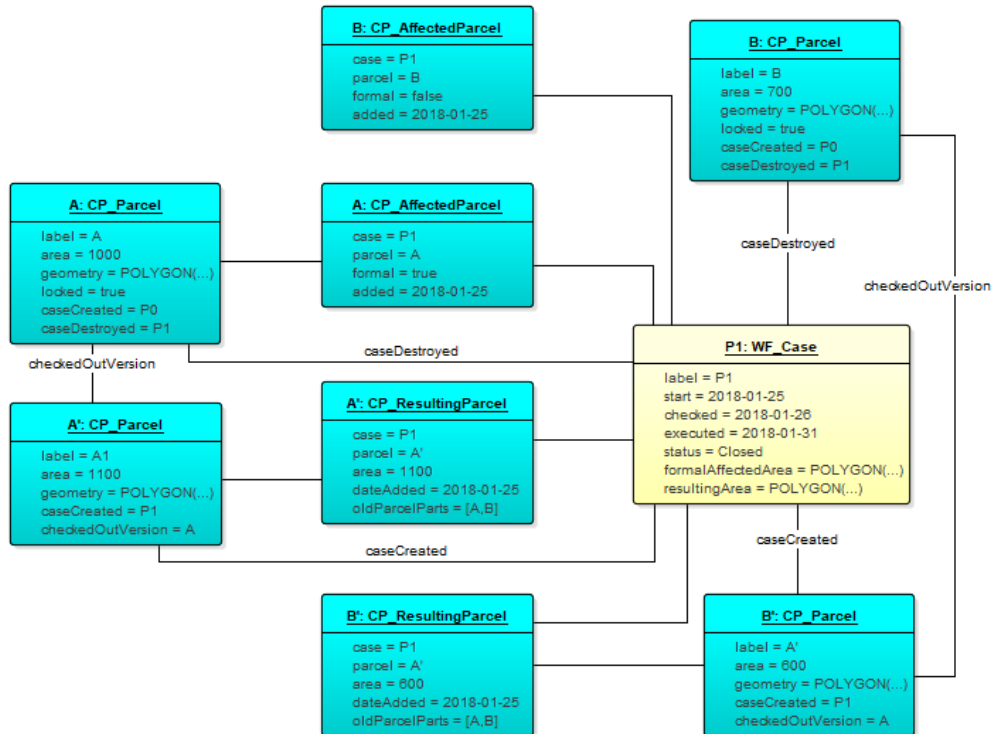 B: CP_AffectedParcel
case = P1
parcel = B
formal = false
added = 2018-01-25
B: CP_Parcel
label = B
area = 700
geometry = POLYGON(...)
locked = true
caseCreated = P0
caseDestroyed = P1
A: CP_Parcel
label = A
area = 1000
geometry = POLYGON(...)
locked = true
caseCreated = P0
caseDestroyed = P1
A: CP_AffectedParcel
case = P1
parcel = A
formal = true
added = 2018-01-25
caseDestroyed
checkedOutVersion
caseDestroyed
checkedOutVersion
P1: WF_Case
label = P1
start = 2018-01-25
checked = 2018-01-26
executed = 2018-01-31
status = Closed
formalAffectedArea = POLYGON(...)
resultingArea = POLYGON(...)
A': CP_Parcel
label = A1
area = 1100
geometry = POLYGON(...)
caseCreated = P1
checkedOutVersion = A
A': CP_ResultingParcel
case = P1
parcel = A'
area = 1100
dateAdded = 2018-01-25
oldParcelParts = [A,B]
caseCreated
caseCreated
B': CP_ResultingParcel
case = P1
parcel = A'
area = 600
dateAdded = 2018-01-25
oldParcelParts = [A,B]
B': CP_Parcel
label = A'
area = 600
geometry = POLYGON(...)
caseCreated = P1
checkedOutVersion = A